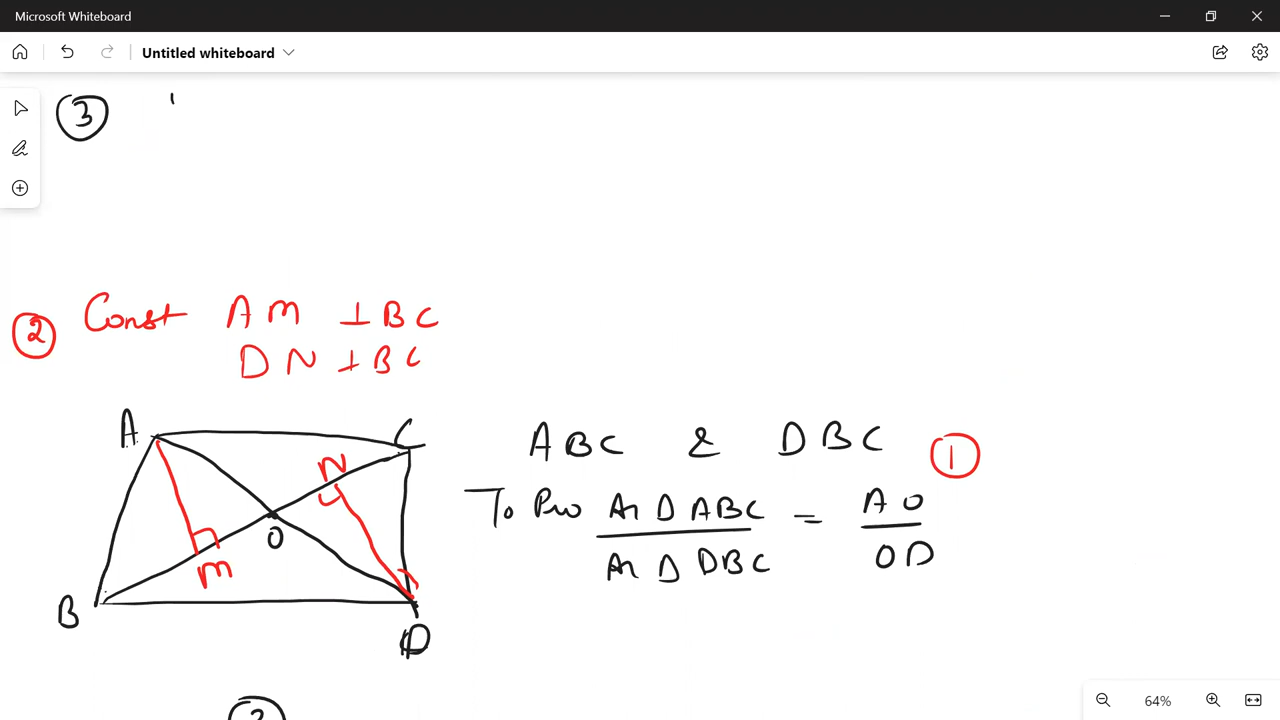 Microsoft Whiteboard
Untitled whiteboard
3
2 Const AM ⊥ BC
DN ⊥ BC
A
C
N
O
M
B
D
ABC & DBC 1
To Pro Ar Δ ABC / Ar Δ DBC = AO / OD
2
64%